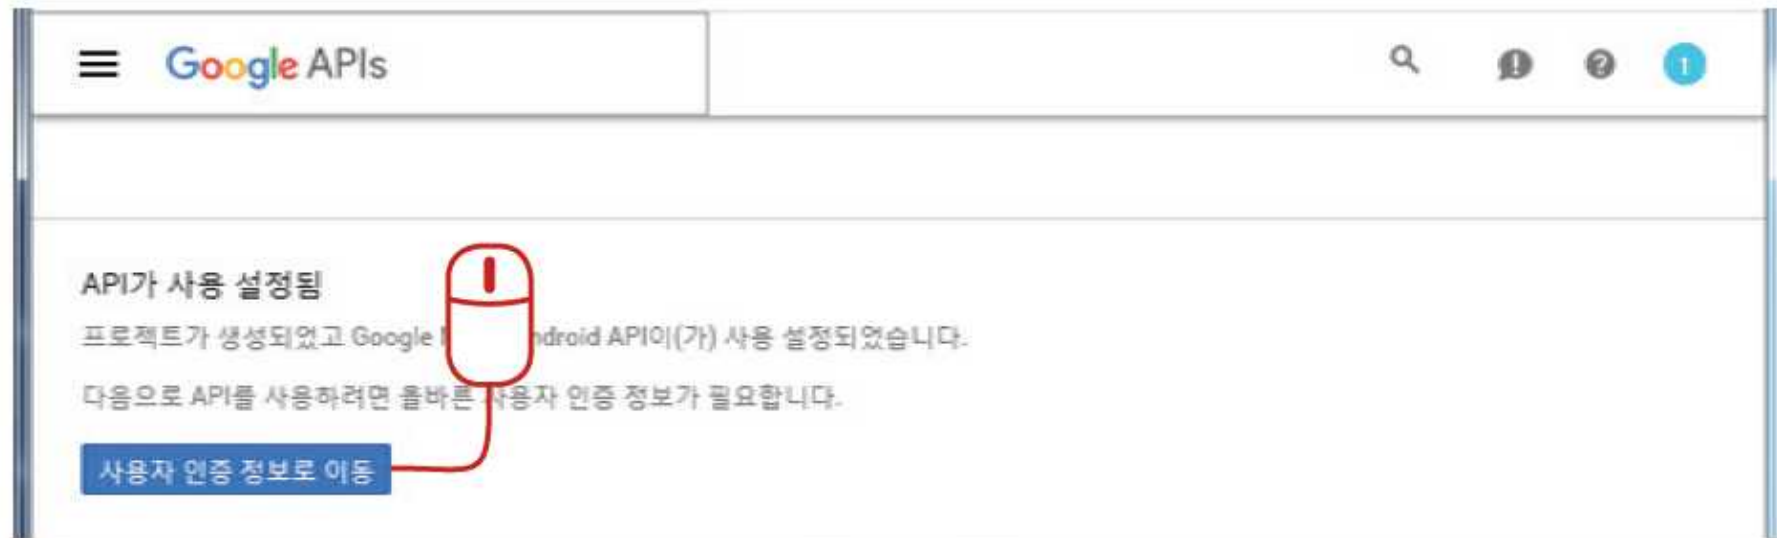 Google APIs
1
API가 사용 설정됨
프로젝트가 생성되었고 Google ndroid API이(가) 사용 설정되었습니다.
다음으로 API를 사용하려면 올바른 사용자 인증 정보가 필요합니다.
사용자 인증 정보로 이동